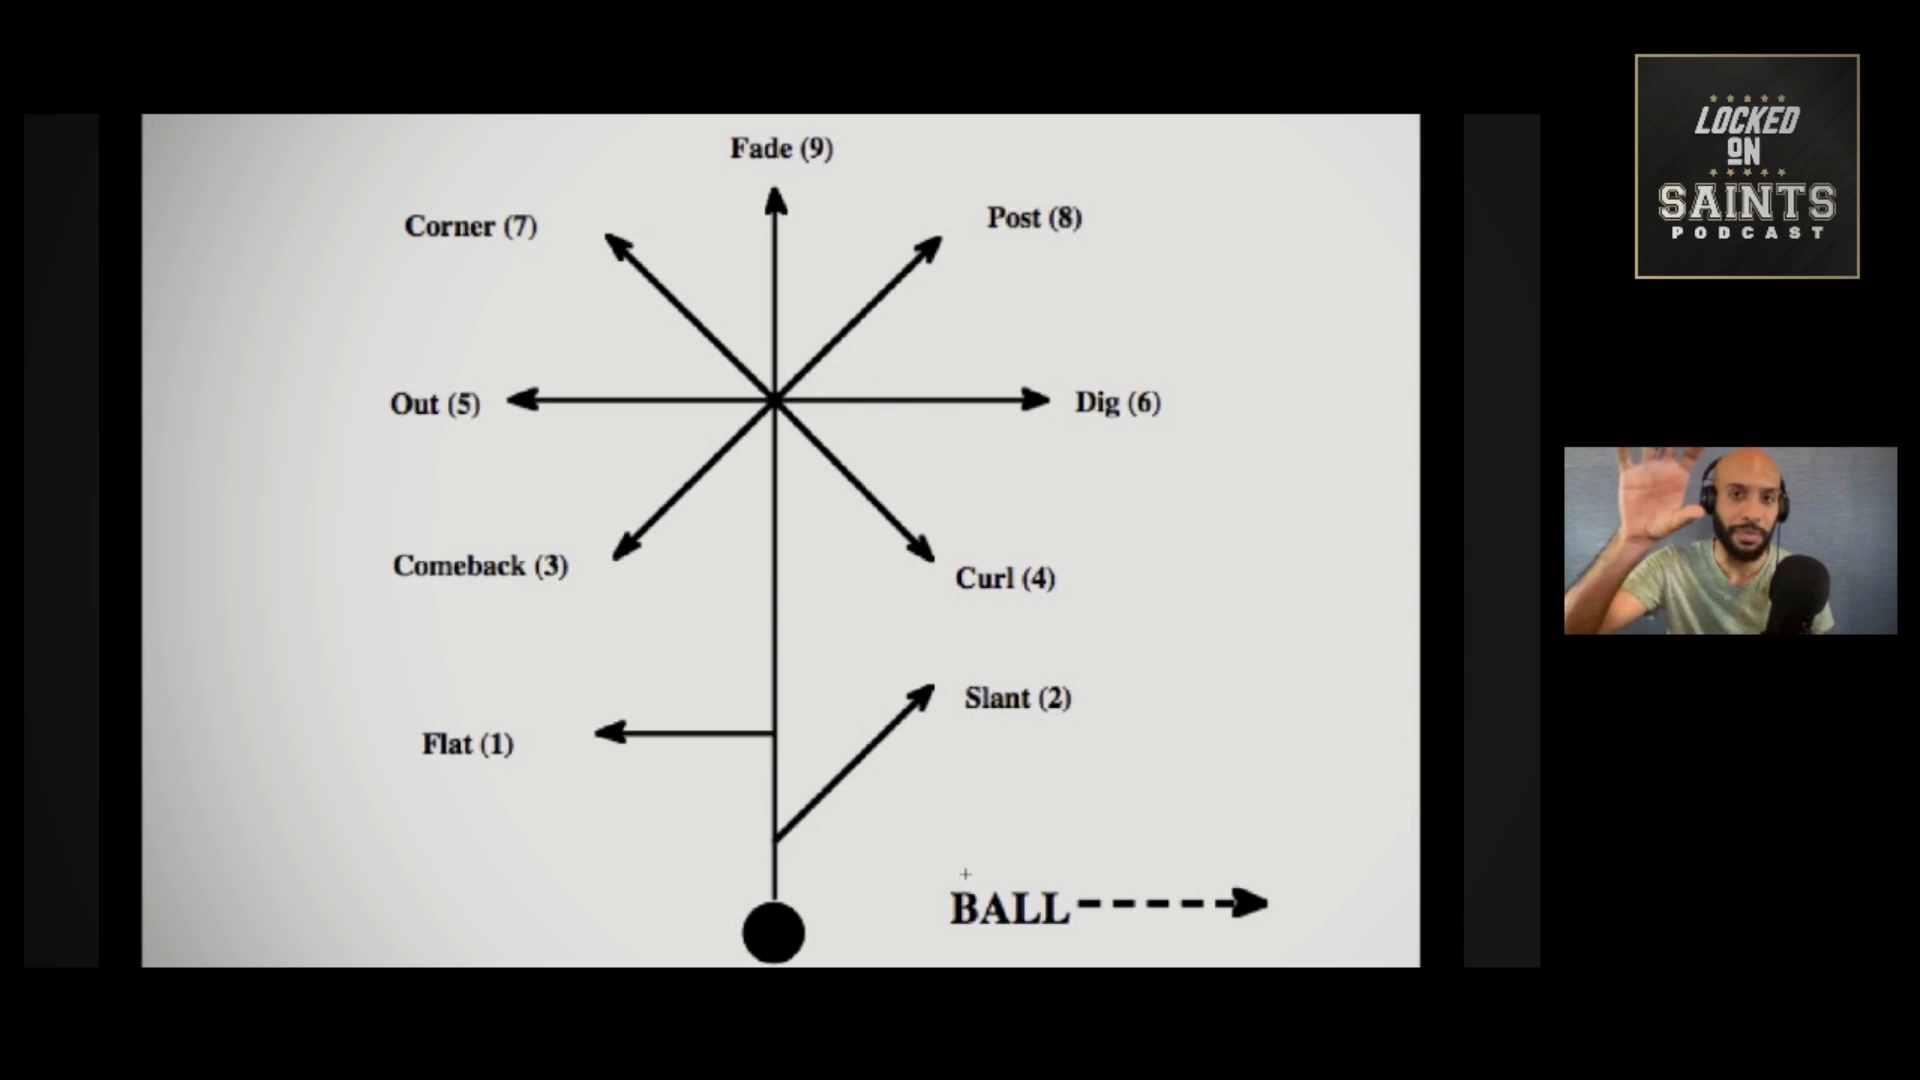 Fade (9)
Corner (7)
Post (8)
Out (5)
Dig (6)
Comeback (3)
Curl (4)
Slant (2)
Flat (1)
BALL
LOCKED
ON
SAINTS
PODCAST